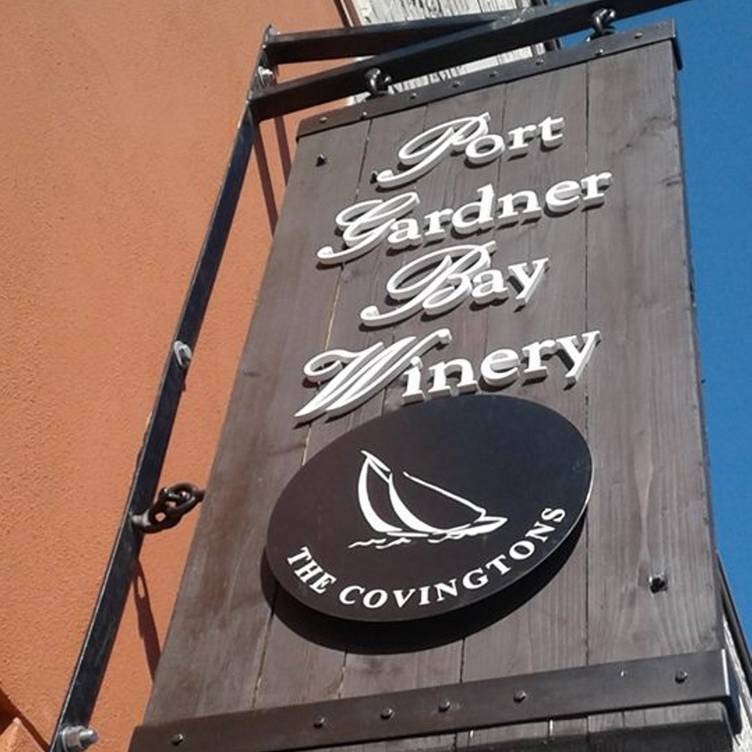 Port
Gardner
Bay
Winery
THE COVINGTONS